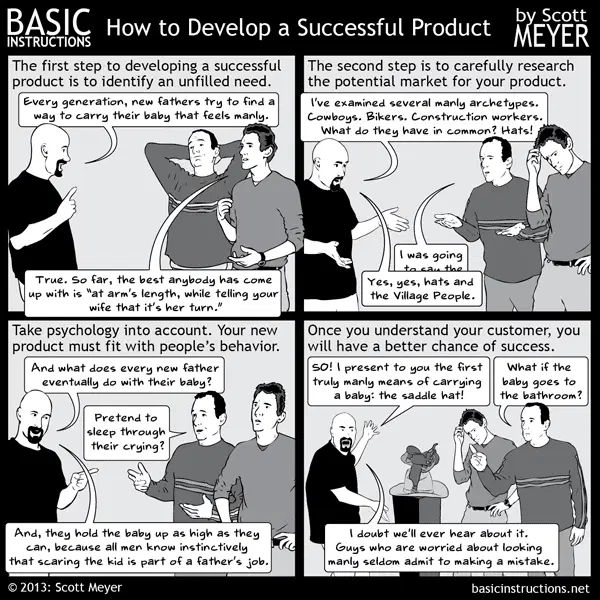 BASIC
INSTRUCTIONS
How to Develop a Successful Product
by Scott
MEYER
The first step to developing a successful
product is to identify an unfilled need.
Every generation, new fathers try to find a
way to carry their baby that feels manly.
True. So far, the best anybody has come
up with is "at arm's length, while telling your
wife that it's her turn."
The second step is to carefully research
the potential market for your product.
I've examined several manly archetypes.
Cowboys. Bikers. Construction workers.
What do they have in common? Hats!
I was going
to say the
Yes, yes, hats and
the Village People.
Take psychology into account. Your new
product must fit with people's behavior.
And what does every new father
eventually do with their baby?
Pretend to
sleep through
their crying?
And, they hold the baby up as high as they
can, because all men know instinctively
that scaring the kid is part of a father's job.
Once you understand your customer, you
will have a better chance of success.
SO! I present to you the first
truly manly means of carrying
a baby: the saddle hat!
What if the
baby goes to
the bathroom?
I doubt we'll ever hear about it.
Guys who are worried about looking
manly seldom admit to making a mistake.
© 2013: Scott Meyer
basicinstructions.net